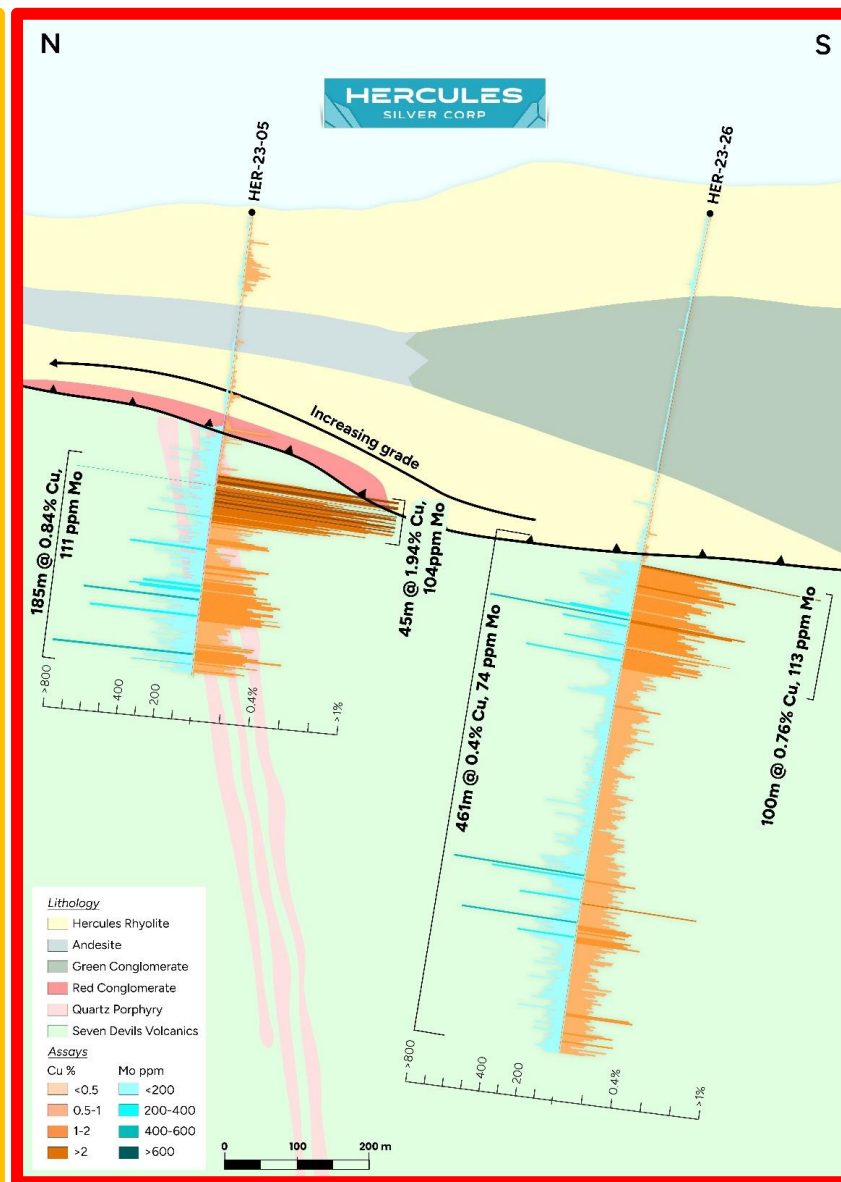 N
S
HERCULES
SILVER CORP
HER-23-05
HER-23-26
Increasing grade
185m @ 0.84% Cu,
111 ppm Mo
45m @ 1.94% Cu,
104ppm Mo
461m @ 0.4% Cu, 74 ppm Mo
100m @ 0.76% Cu, 113 ppm Mo
>800
400
200
0.4%
>1%
>800
400
200
0.4%
>1%
Lithology
Hercules Rhyolite
Andesite
Green Conglomerate
Red Conglomerate
Quartz Porphyry
Seven Devils Volcanics
Assays
Cu % Mo ppm
<0.5 <200
0.5-1 200-400
1-2 400-600
>2 >600
0 100 200 m